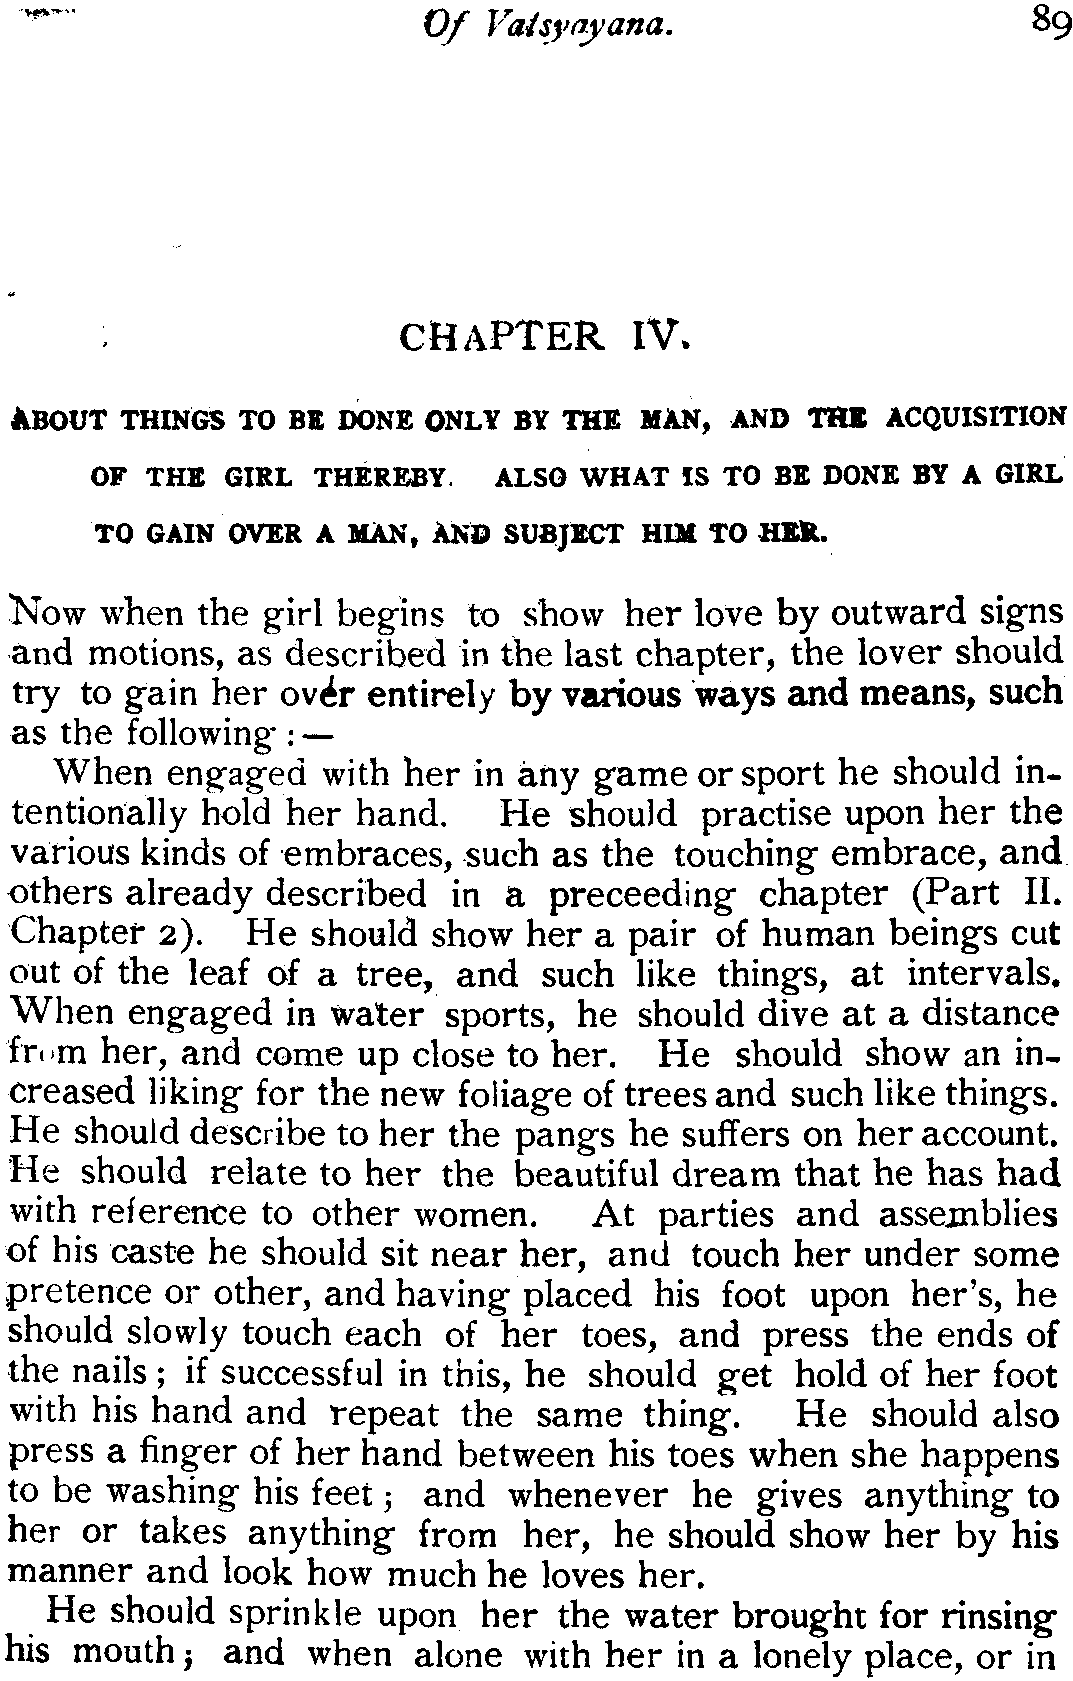 Of Vatsyayana. 89
CHAPTER IV.
ABOUT THINGS TO BE DONE ONLY BY THE MAN, AND THE ACQUISITION
OF THE GIRL THEREBY. ALSO WHAT IS TO BE DONE BY A GIRL
TO GAIN OVER A MAN, AND SUBJECT HIM TO HER.
Now when the girl begins to show her love by outward signs
and motions, as described in the last chapter, the lover should
try to gain her over entirely by various ways and means, such
as the following :—
When engaged with her in any game or sport he should in-
tentionally hold her hand. He should practise upon her the
various kinds of embraces, such as the touching embrace, and
others already described in a preceeding chapter (Part II.
Chapter 2). He should show her a pair of human beings cut
out of the leaf of a tree, and such like things, at intervals.
When engaged in water sports, he should dive at a distance
from her, and come up close to her. He should show an in-
creased liking for the new foliage of trees and such like things.
He should describe to her the pangs he suffers on her account.
He should relate to her the beautiful dream that he has had
with reference to other women. At parties and assemblies
of his caste he should sit near her, and touch her under some
pretence or other, and having placed his foot upon her's, he
should slowly touch each of her toes, and press the ends of
the nails ; if successful in this, he should get hold of her foot
with his hand and repeat the same thing. He should also
press a finger of her hand between his toes when she happens
to be washing his feet ; and whenever he gives anything to
her or takes anything from her, he should show her by his
manner and look how much he loves her.
He should sprinkle upon her the water brought for rinsing
his mouth ; and when alone with her in a lonely place, or in